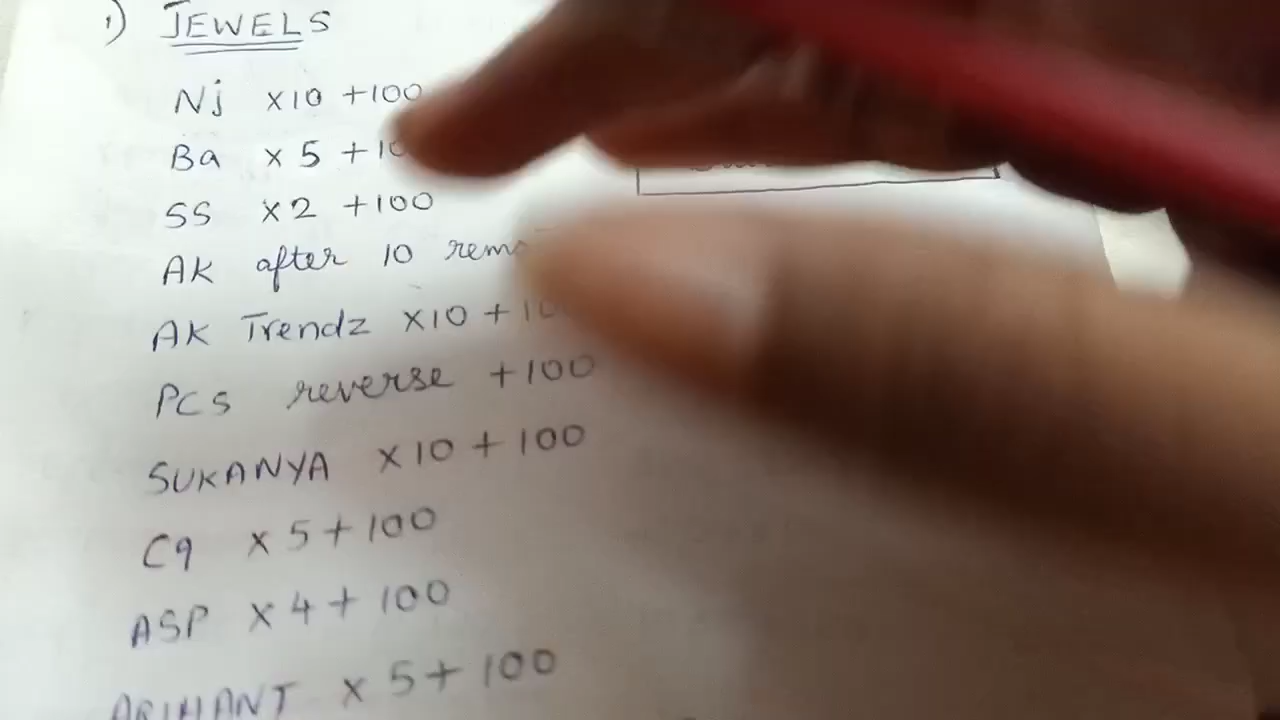 1) JEWELS
Nj x10 +100
Ba x 5 +
SS x2 +100
AK after 10
AK Trendz x10 +
PCs reverse +100
SUKANYA x10 +100
C9 x 5 + 100
ASP x 4 + 100
ARIHANT x 5 + 100